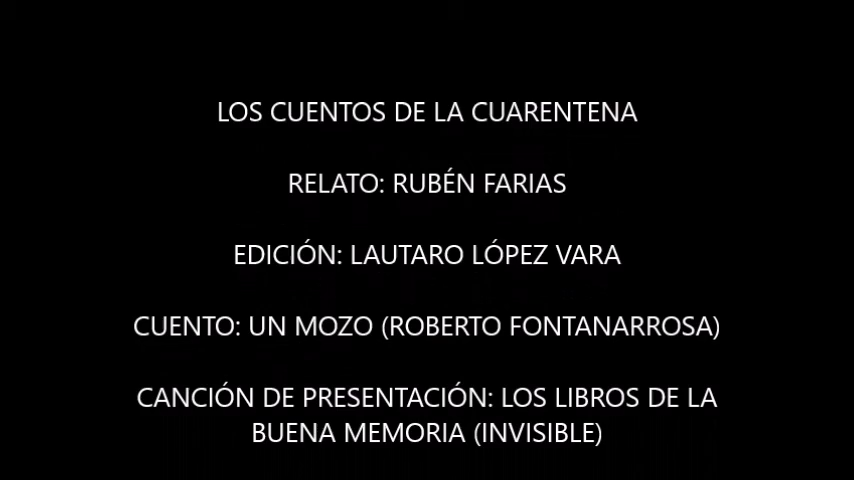 LOS CUENTOS DE LA CUARENTENA
RELATO: RUBÉN FARIAS
EDICIÓN: LAUTARO LÓPEZ VARA
CUENTO: UN MOZO (ROBERTO FONTANARROSA)
CANCIÓN DE PRESENTACIÓN: LOS LIBROS DE LA
BUENA MEMORIA (INVISIBLE)